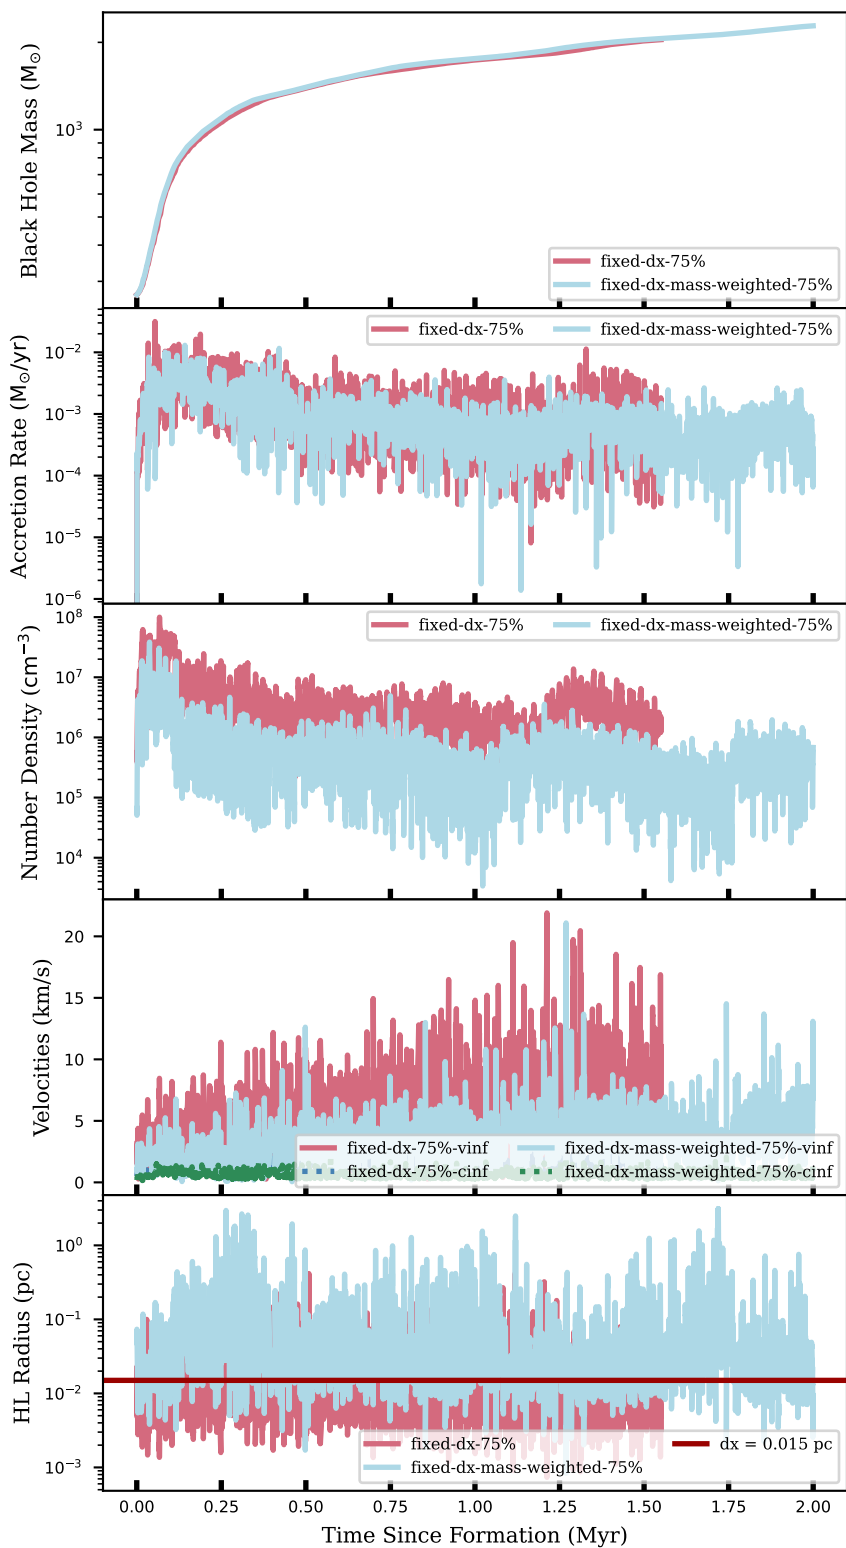 Black Hole Mass (M⊙)
10³
fixed-dx-75%
fixed-dx-mass-weighted-75%
Accretion Rate (M⊙/yr)
fixed-dx-75% fixed-dx-mass-weighted-75%
10⁻²
10⁻³
10⁻⁴
10⁻⁵
10⁻⁶
Number Density (cm⁻³)
fixed-dx-75% fixed-dx-mass-weighted-75%
10⁸
10⁷
10⁶
10⁵
10⁴
Velocities (km/s)
20
15
10
5
0
fixed-dx-75%-vinf fixed-dx-mass-weighted-75%-vinf
fixed-dx-75%-cinf fixed-dx-mass-weighted-75%-cinf
HL Radius (pc)
10⁰
10⁻¹
10⁻²
10⁻³
fixed-dx-75% dx = 0.015 pc
fixed-dx-mass-weighted-75%
0.00 0.25 0.50 0.75 1.00 1.25 1.50 1.75 2.00
Time Since Formation (Myr)